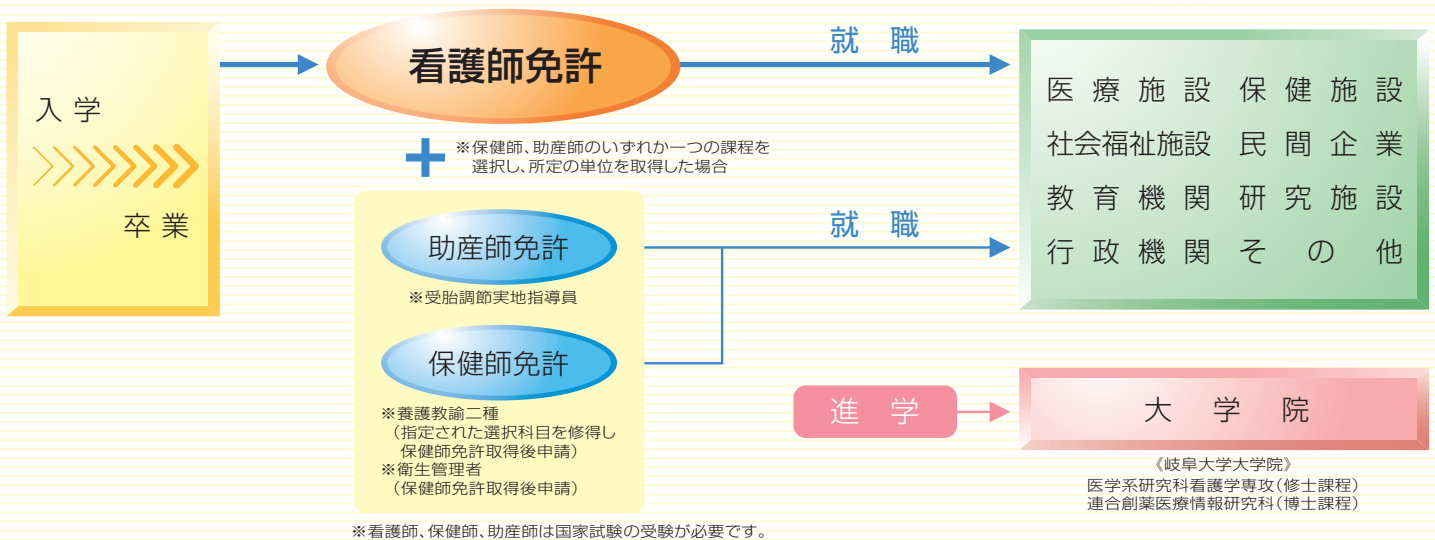 入学
卒業
看護師免許
※保健師、助産師のいずれか一つの課程を
選択し、所定の単位を取得した場合
助産師免許
※受胎調節実地指導員
保健師免許
※養護教諭二種
(指定された選択科目を修得し
保健師免許取得後申請)
※衛生管理者
(保健師免許取得後申請)
※看護師、保健師、助産師は国家試験の受験が必要です。
就職
就職
医療施設 保健施設
社会福祉施設 民間企業
教育機関 研究施設
行政機関 その他
進学
大学院
《岐阜大学大学院》
医学系研究科看護学専攻(修士課程)
連合創薬医療情報研究科(博士課程)